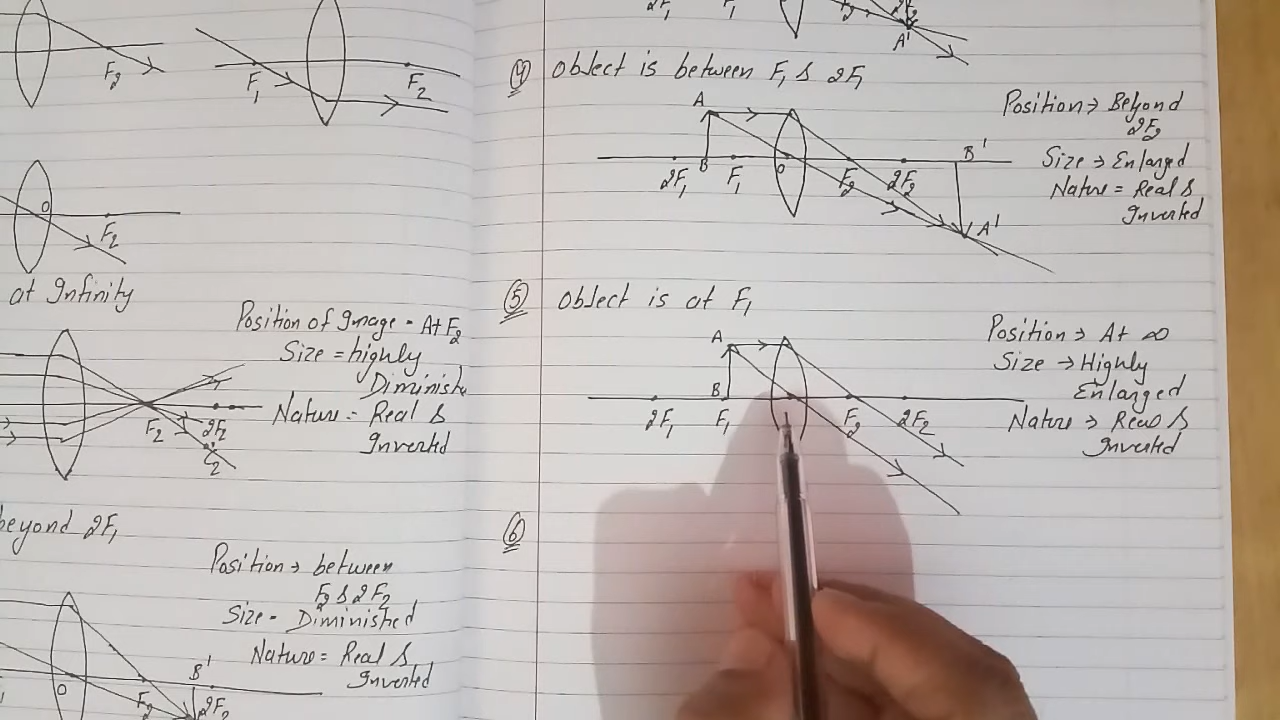 F2
F1
F2
O
F2
at Infinity
Position of Image - At F2
Size = highly
Diminishe
Nature = Real &
Inverted
F2
2F2
C2
beyond 2F1
Position → between
F2 & 2F2
Size - Diminished
Nature = Real &
Inverted
B'
O
F2
2F2
2F1
F1
F2
2F2
A'
④ Object is between F1 & 2F1
A
B
2F1
F1
O
F2
2F2
B'
A'
Position → Beyond
2F2
Size → Enlarged
Nature = Real &
Inverted
⑤ Object is at F1
A
B
2F1
F1
F2
2F2
Position → At ∞
Size → Highly
Enlarged
Nature → Real &
Inverted
⑥